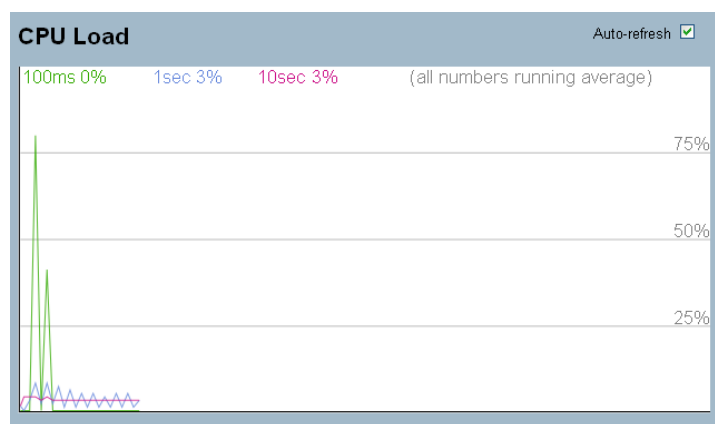 CPU Load
Auto-refresh
100ms 0% 1sec 3% 10sec 3% (all numbers running average)
75%
50%
25%